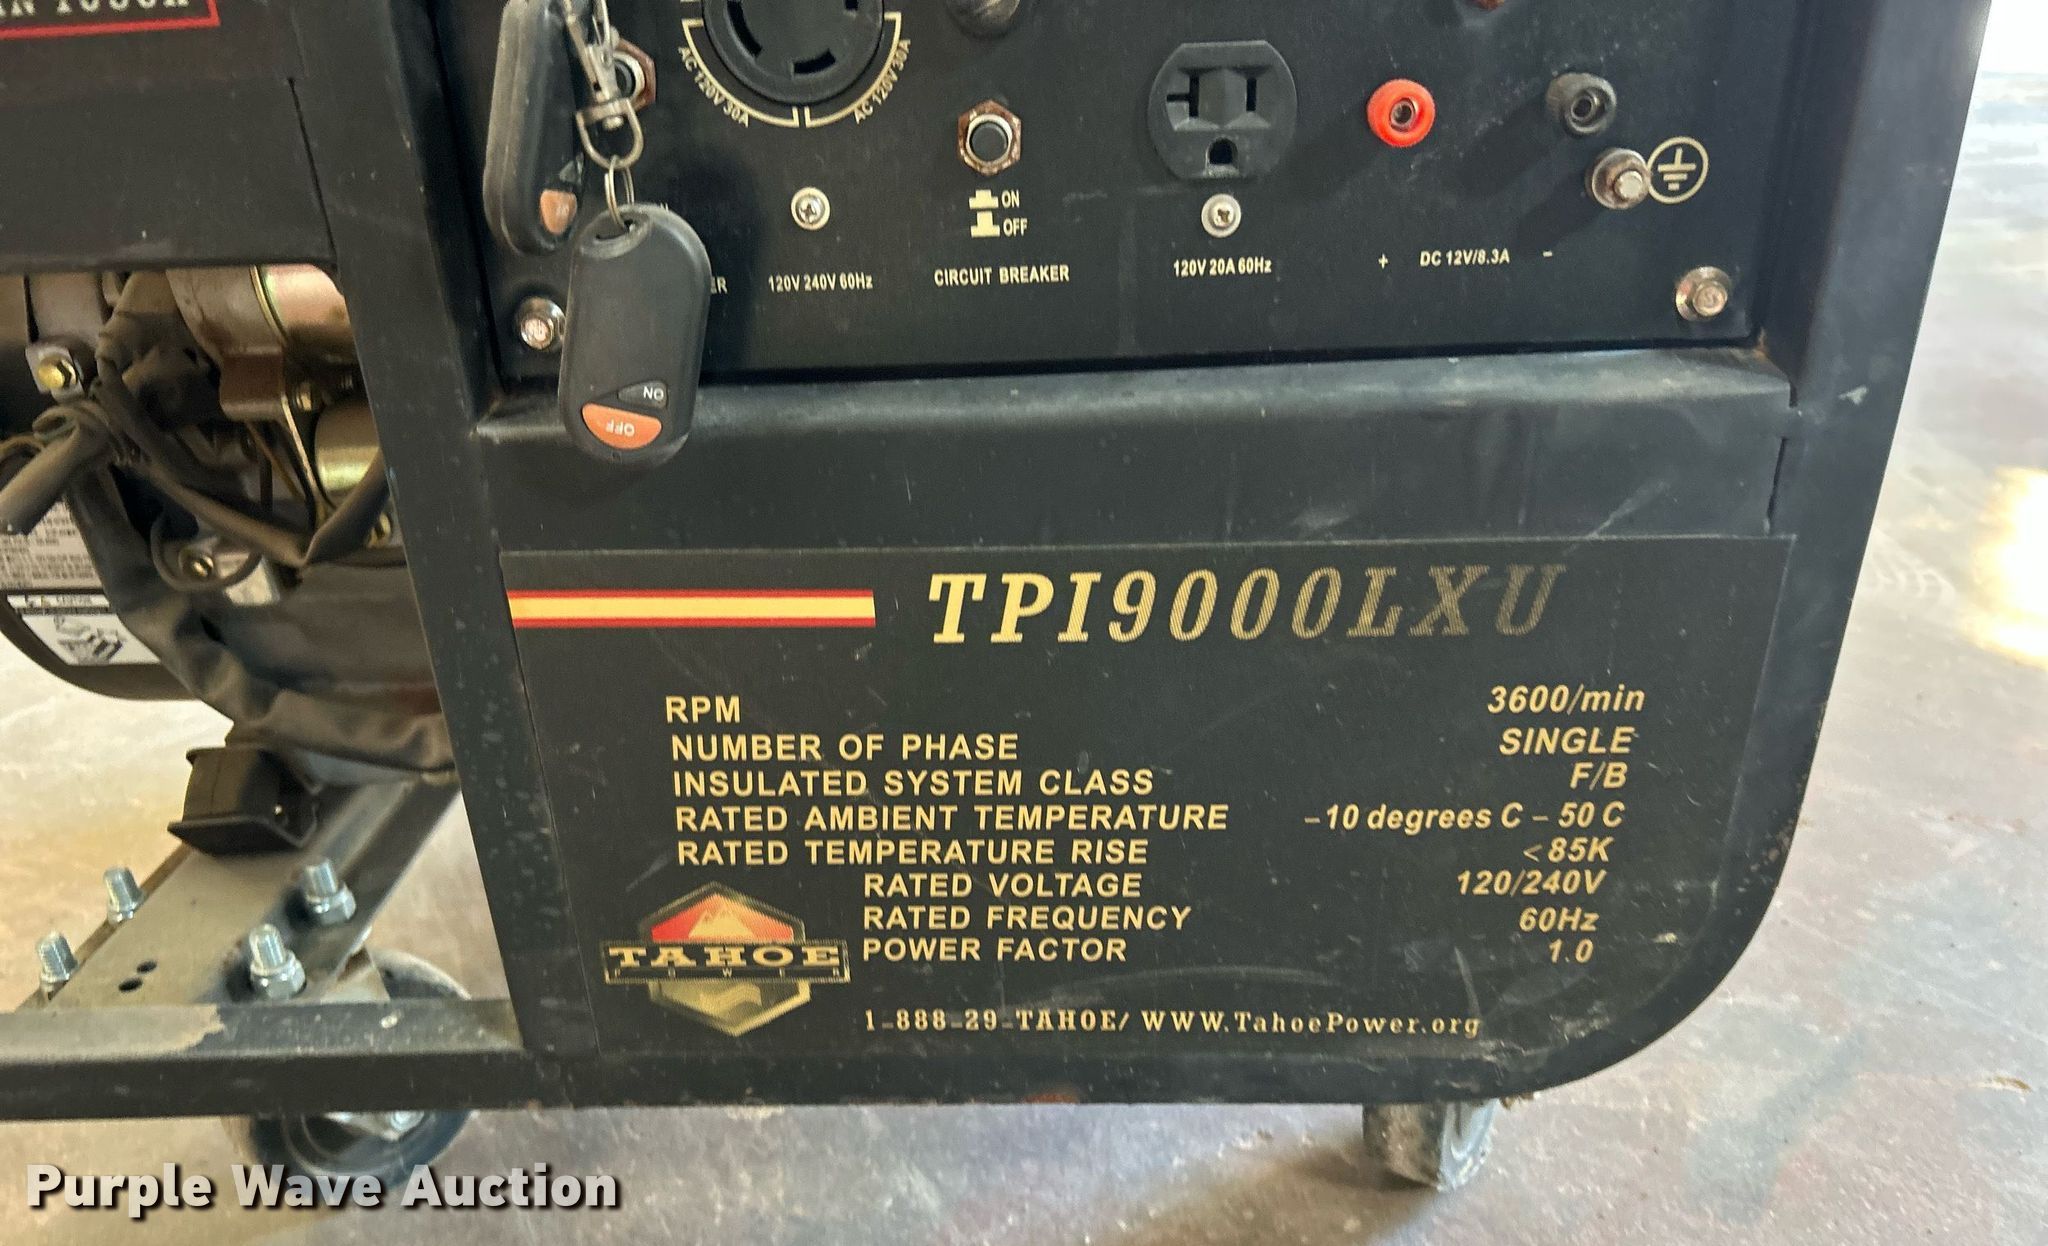 AC 120V 30A
AC 120V 30A
ON
OFF
120V 240V 60Hz
CIRCUIT BREAKER
120V 20A 60Hz
+ DC 12V/8.3A −
ON
OFF
TPI9000LXU
RPM 3600/min
NUMBER OF PHASE SINGLE
INSULATED SYSTEM CLASS F/B
RATED AMBIENT TEMPERATURE –10 degrees C – 50 C
RATED TEMPERATURE RISE <85K
RATED VOLTAGE 120/240V
RATED FREQUENCY 60Hz
POWER FACTOR 1.0
TAHOE
POWER
1-888-29-TAHOE/ WWW.TahoePower.org
Purple Wave Auction